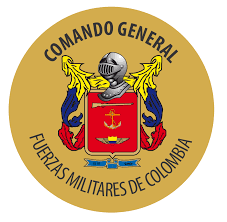 COMANDO GENERAL
FUERZAS MILITARES DE COLOMBIA